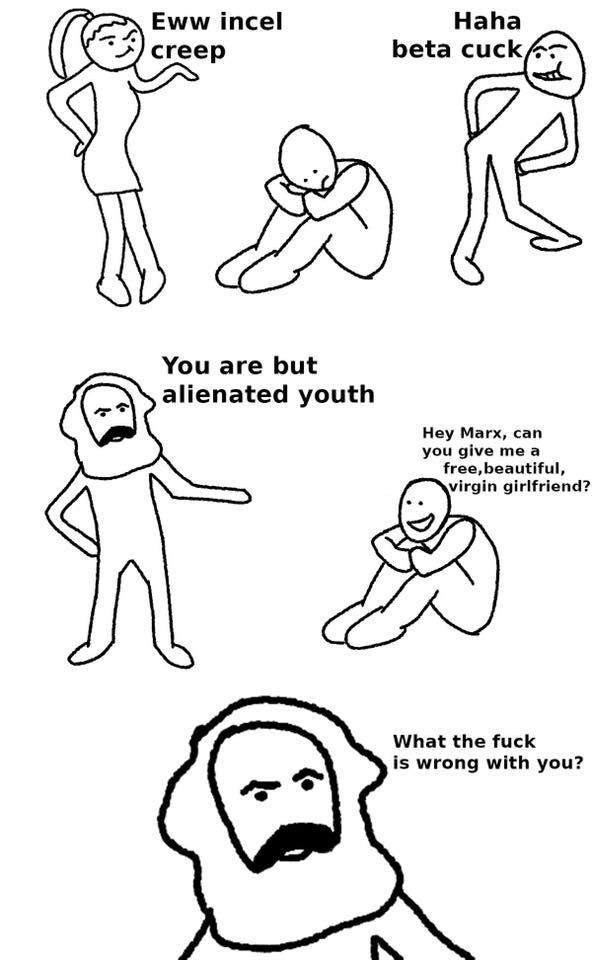 Eww incel
creep
Haha
beta cuck
You are but
alienated youth
Hey Marx, can
you give me a
free,beautiful,
virgin girlfriend?
What the fuck
is wrong with you?